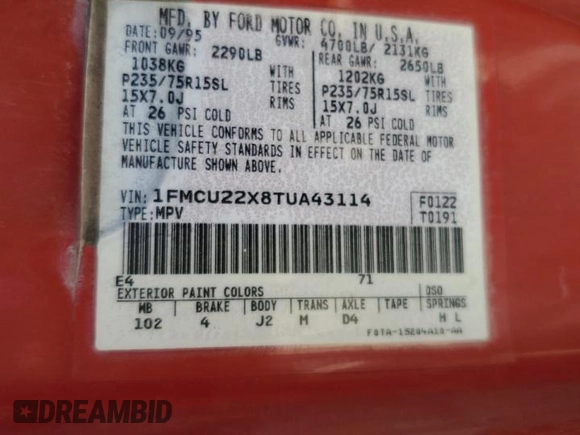 MFD. BY FORD MOTOR CO. IN U.S.A.
DATE: 09/95 GVWR: 4700LB/ 2131KG
FRONT GAWR: 2290LB REAR GAWR: 2650LB
1038KG WITH 1202KG WITH
P235/75R15SL TIRES P235/75R15SL TIRES
15X7.0J RIMS 15X7.0J RIMS
AT 26 PSI COLD AT 26 PSI COLD
THIS VEHICLE CONFORMS TO ALL APPLICABLE FEDERAL MOTOR
VEHICLE SAFETY STANDARDS IN EFFECT ON THE DATE OF
MANUFACTURE SHOWN ABOVE.
VIN: 1FMCU22X8TUA43114 F0122
TYPE: MPV T0191
E4 71
EXTERIOR PAINT COLORS DSO
MB BRAKE BODY TRANS AXLE TAPE SPRINGS
102 4 J2 M D4 H L
F0TA-15204A10-AA
DREAMBID